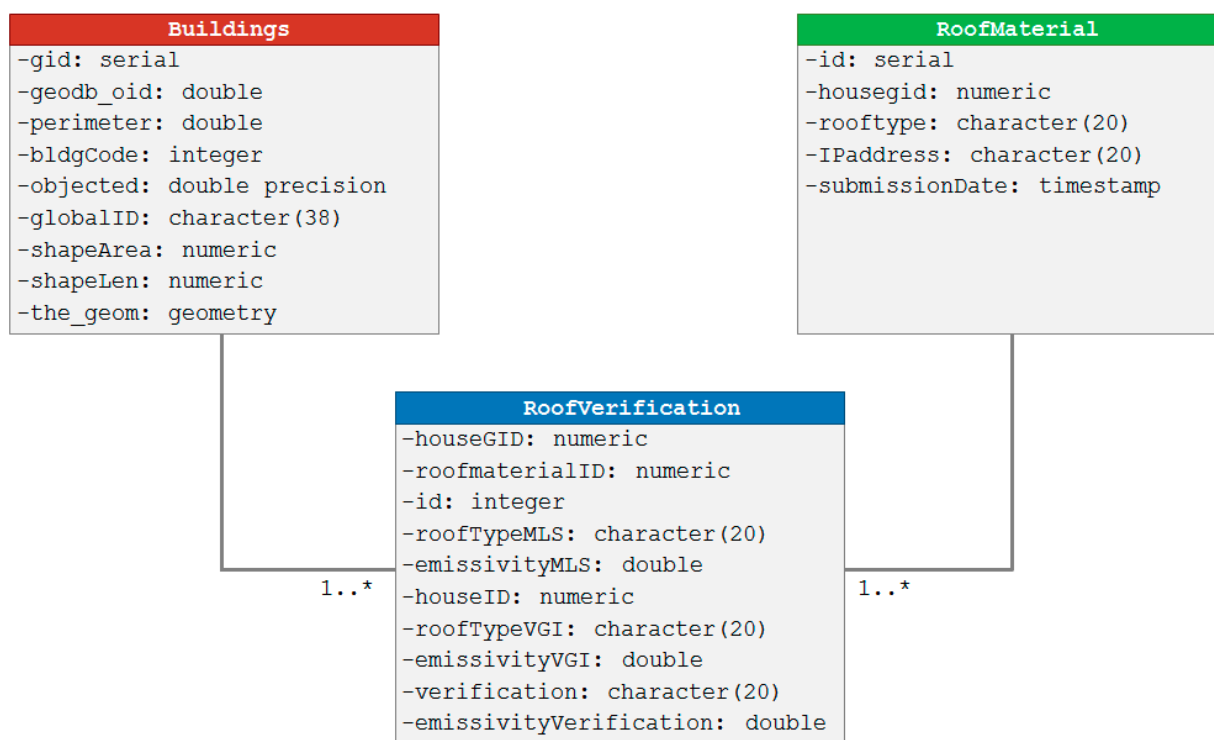 Buildings
-gid: serial
-geodb_oid: double
-perimeter: double
-bldgCode: integer
-objected: double precision
-globalID: character(38)
-shapeArea: numeric
-shapeLen: numeric
-the_geom: geometry
RoofMaterial
-id: serial
-housegid: numeric
-rooftype: character(20)
-IPaddress: character(20)
-submissionDate: timestamp
RoofVerification
-houseGID: numeric
-roofmaterialID: numeric
-id: integer
-roofTypeMLS: character(20)
-emissivityMLS: double
-houseID: numeric
-roofTypeVGI: character(20)
-emissivityVGI: double
-verification: character(20)
-emissivityVerification: double
1..*
1..*